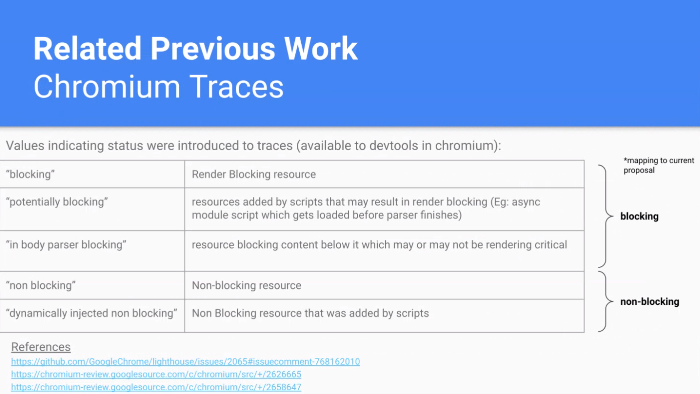 Related Previous Work
Chromium Traces
Values indicating status were introduced to traces (available to devtools in chromium):
*mapping to current
proposal
“blocking”
Render Blocking resource
“potentially blocking”
resources added by scripts that may result in render blocking (Eg: async
module script which gets loaded before parser finishes)
blocking
“in body parser blocking”
resource blocking content below it which may or may not be rendering critical
“non blocking”
Non-blocking resource
non-blocking
“dynamically injected non blocking”
Non Blocking resource that was added by scripts
References
https://github.com/GoogleChrome/lighthouse/issues/2065#issuecomment-768162010
https://chromium-review.googlesource.com/c/chromium/src/+/2626665
https://chromium-review.googlesource.com/c/chromium/src/+/2658647